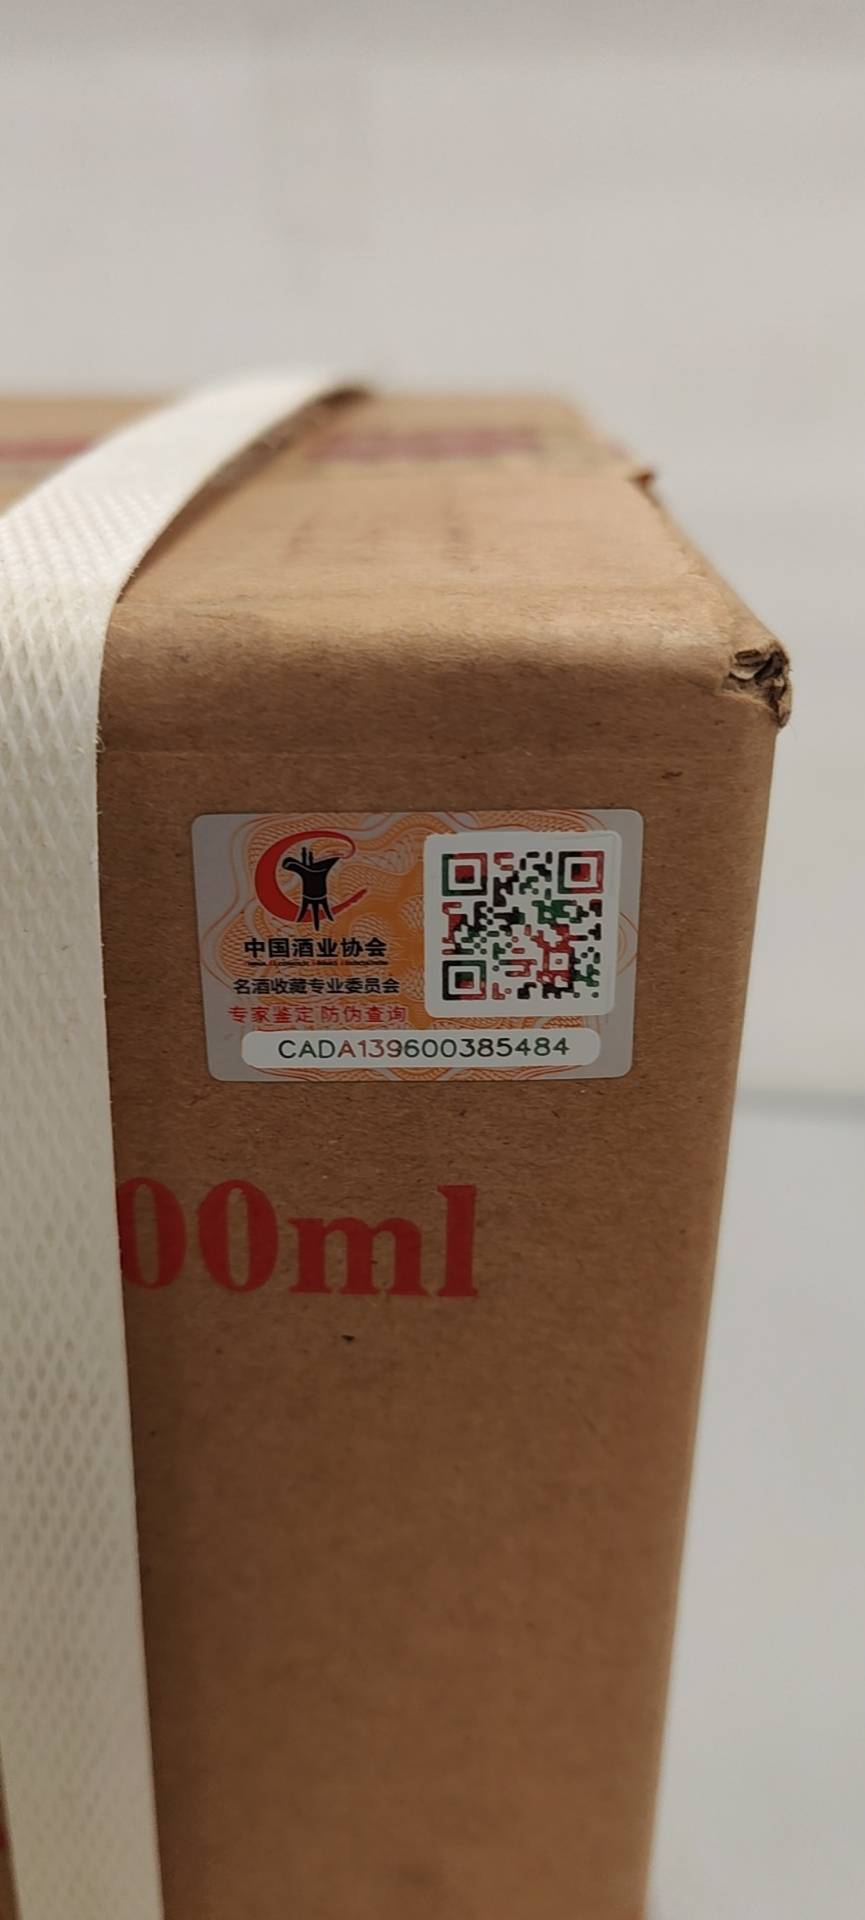 中国酒业协会
名酒收藏专业委员会
专家鉴定 防伪查询
CADA139600385484
00ml